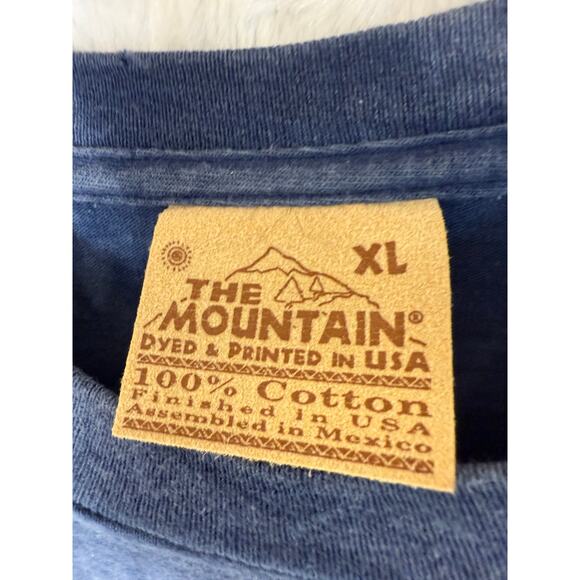 XL
THE
MOUNTAIN®
DYED & PRINTED IN USA
100% Cotton
Finished in USA
Assembled in Mexico